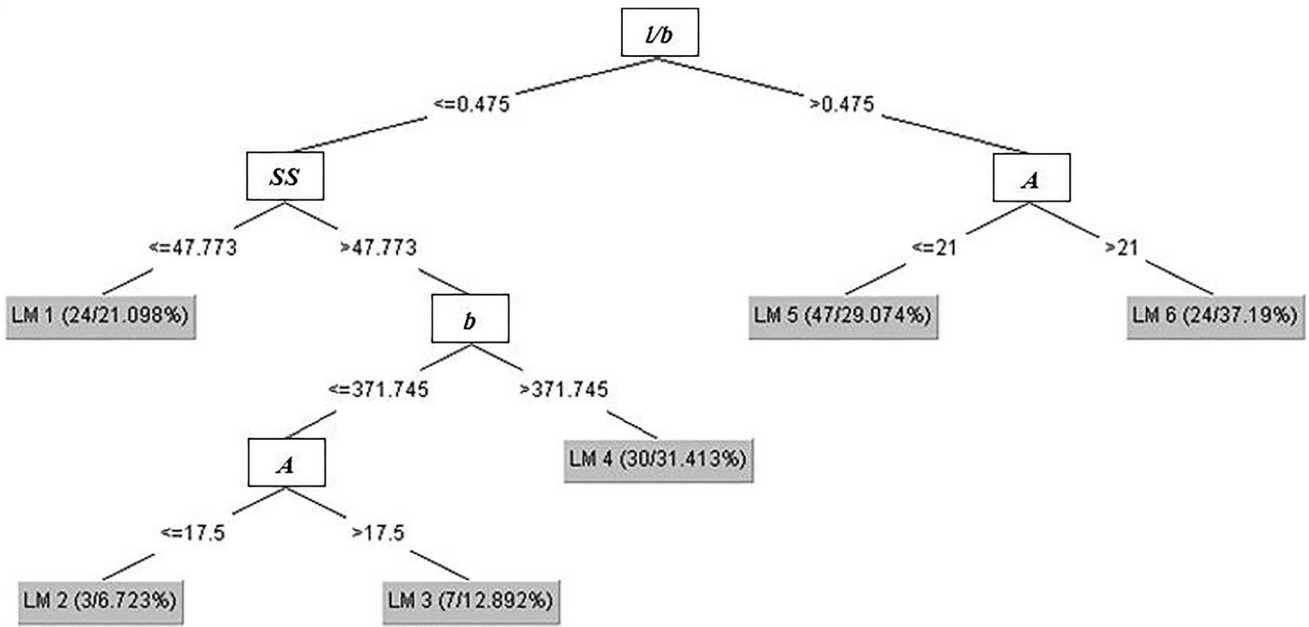 l/b
<=0.475
>0.475
SS
A
<=47.773
>47.773
<=21
>21
LM 1 (24/21.098%)
b
LM 5 (47/29.074%)
LM 6 (24/37.19%)
<=371.745
>371.745
A
LM 4 (30/31.413%)
<=17.5
>17.5
LM 2 (3/6.723%)
LM 3 (7/12.892%)